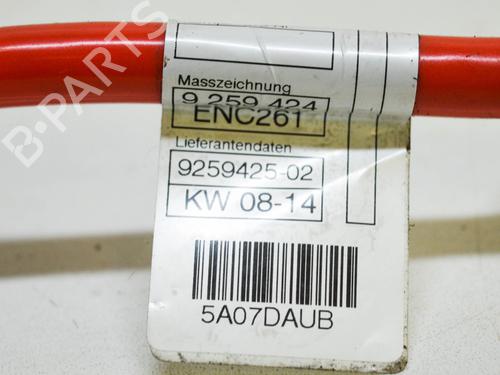 Masszeichnung
9 259 424
ENC261
Lieferantendaten
9259425-02
KW 08-14
5A07DAUB
B-PARTS